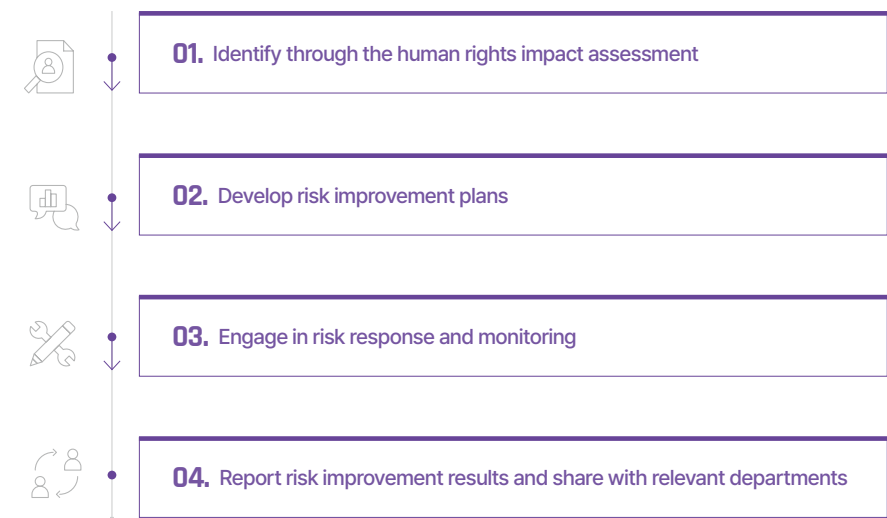 01. Identify through the human rights impact assessment
02. Develop risk improvement plans
03. Engage in risk response and monitoring
04. Report risk improvement results and share with relevant departments